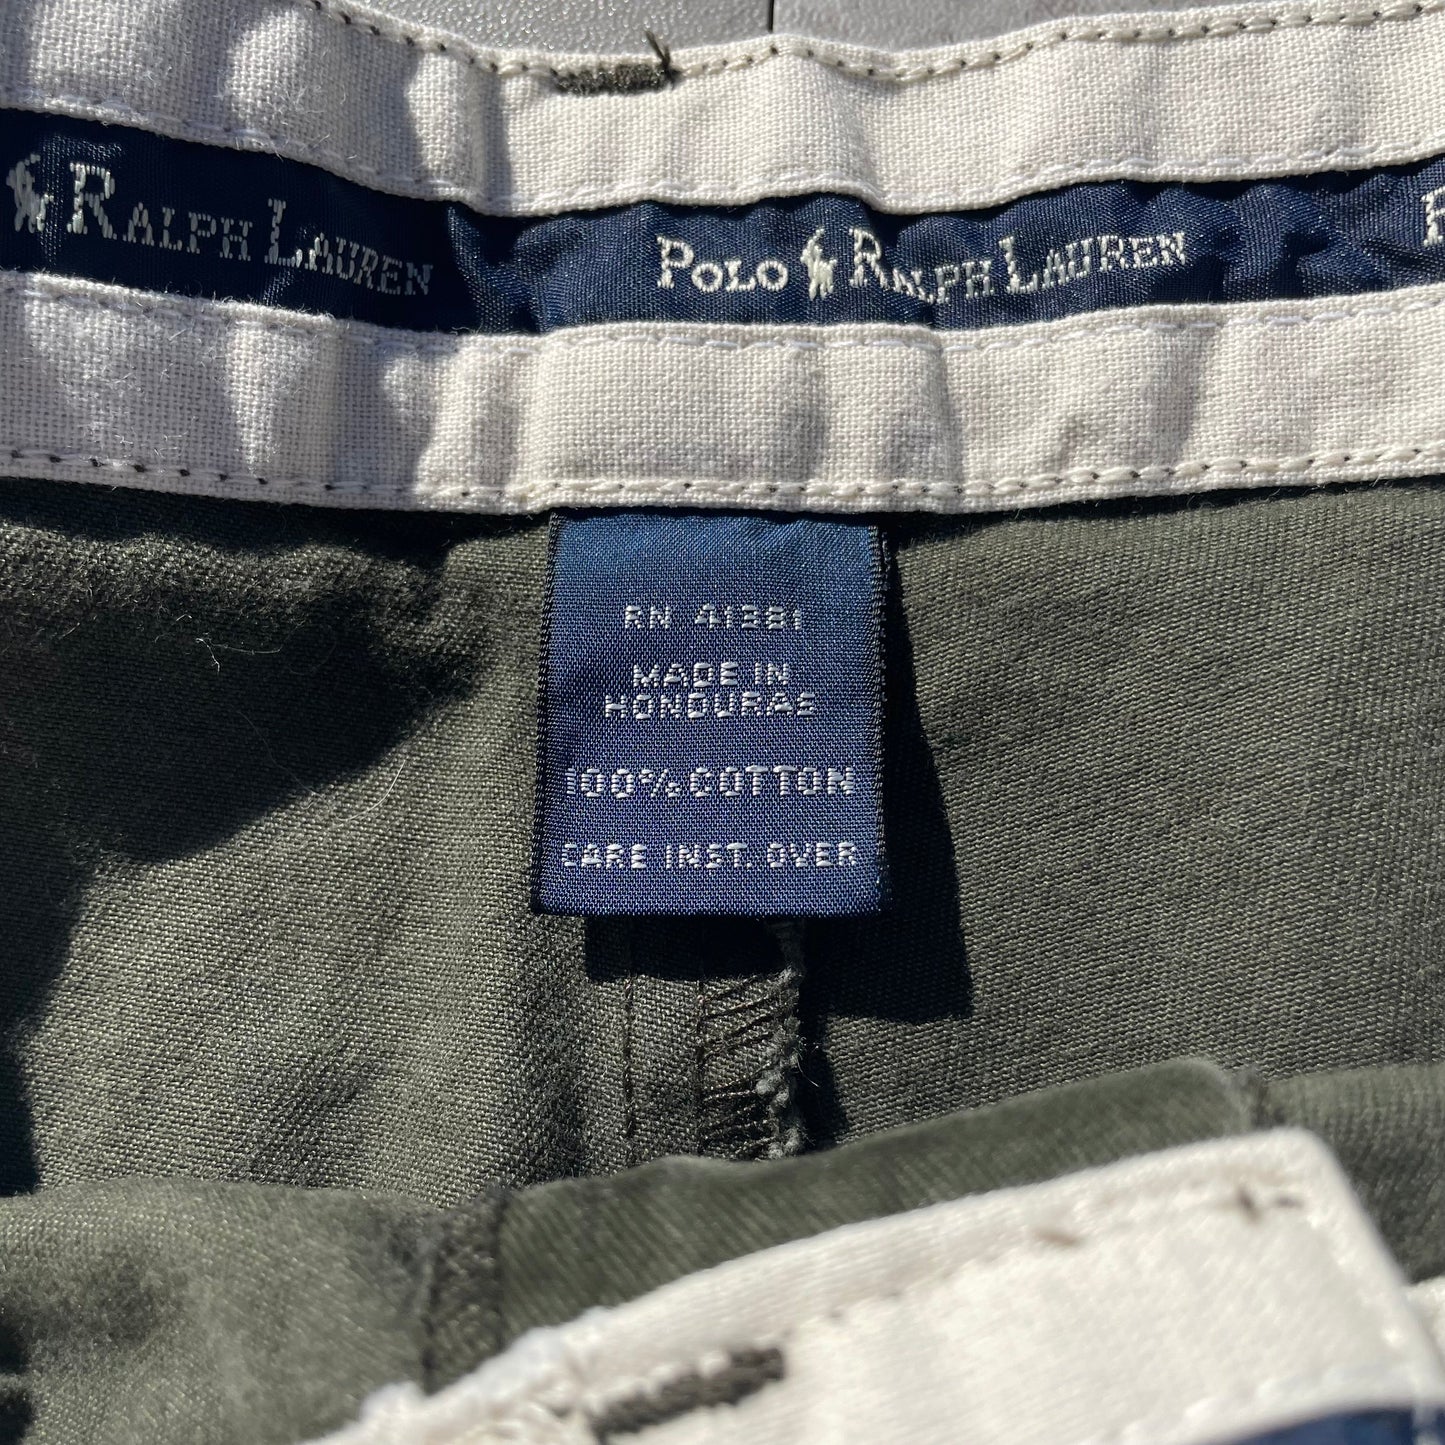 RALPH LAUREN POLO RALPH LAUREN R
RN 41381
MADE IN
HONDURAS
100% COTTON
CARE INST. OVER